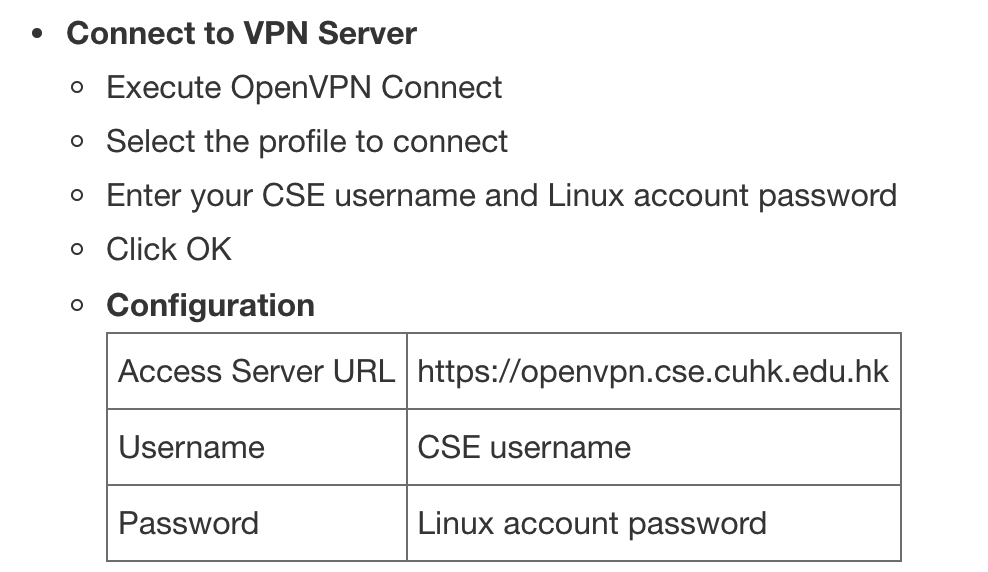 Connect to VPN Server
Execute OpenVPN Connect
Select the profile to connect
Enter your CSE username and Linux account password
Click OK
Configuration
Access Server URL https://openvpn.cse.cuhk.edu.hk
Username CSE username
Password Linux account password